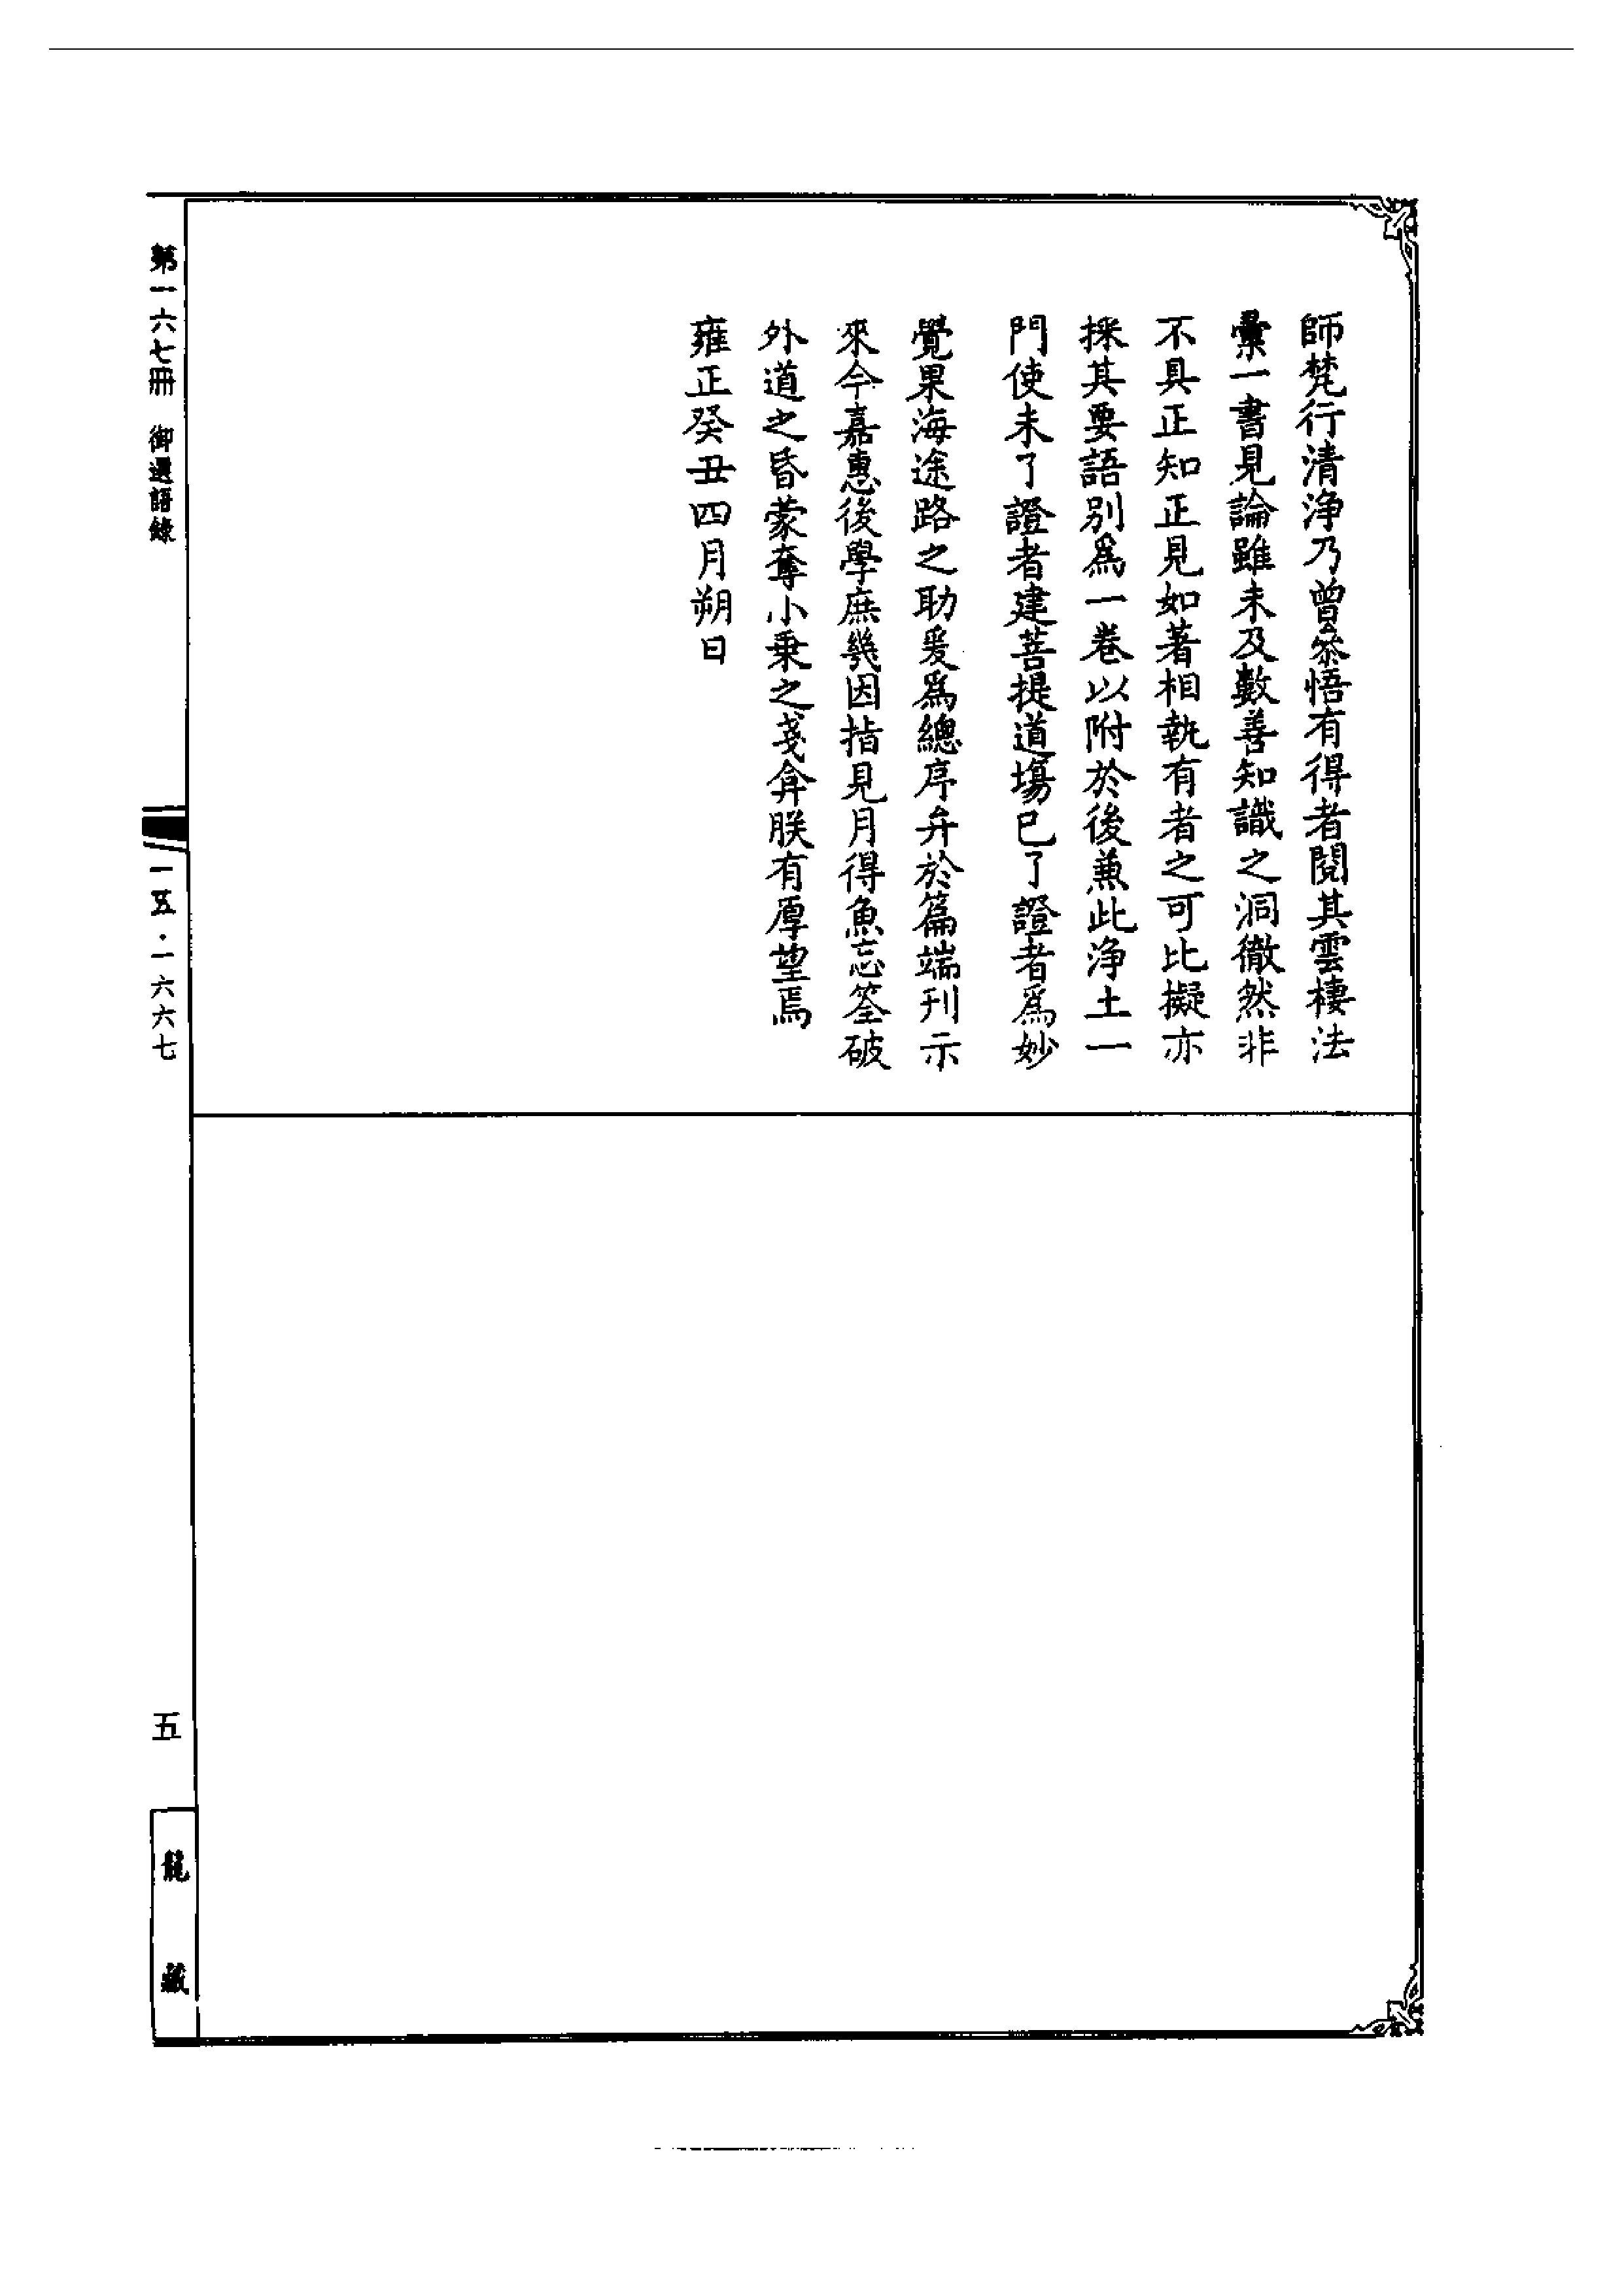 師梵行清淨乃曾叅悟有得者閱其雲棲法
彙一書見論雖未及數善知識之洞徹然非
不具正知正見如著相執有者之可比擬亦
採其要語別爲一卷以附於後兼此淨土一
門使未了證者建菩提道場已了證者爲妙
覺果海途路之助爰爲總序弁於篇端刊示
來今嘉惠後學庶幾因指見月得魚忘筌破
外道之昏蒙奪小乗之戔弇朕有厚望焉
雍正癸丑四月朔日
第一六七冊 御選語錄
一五·一六六七
五
龍藏